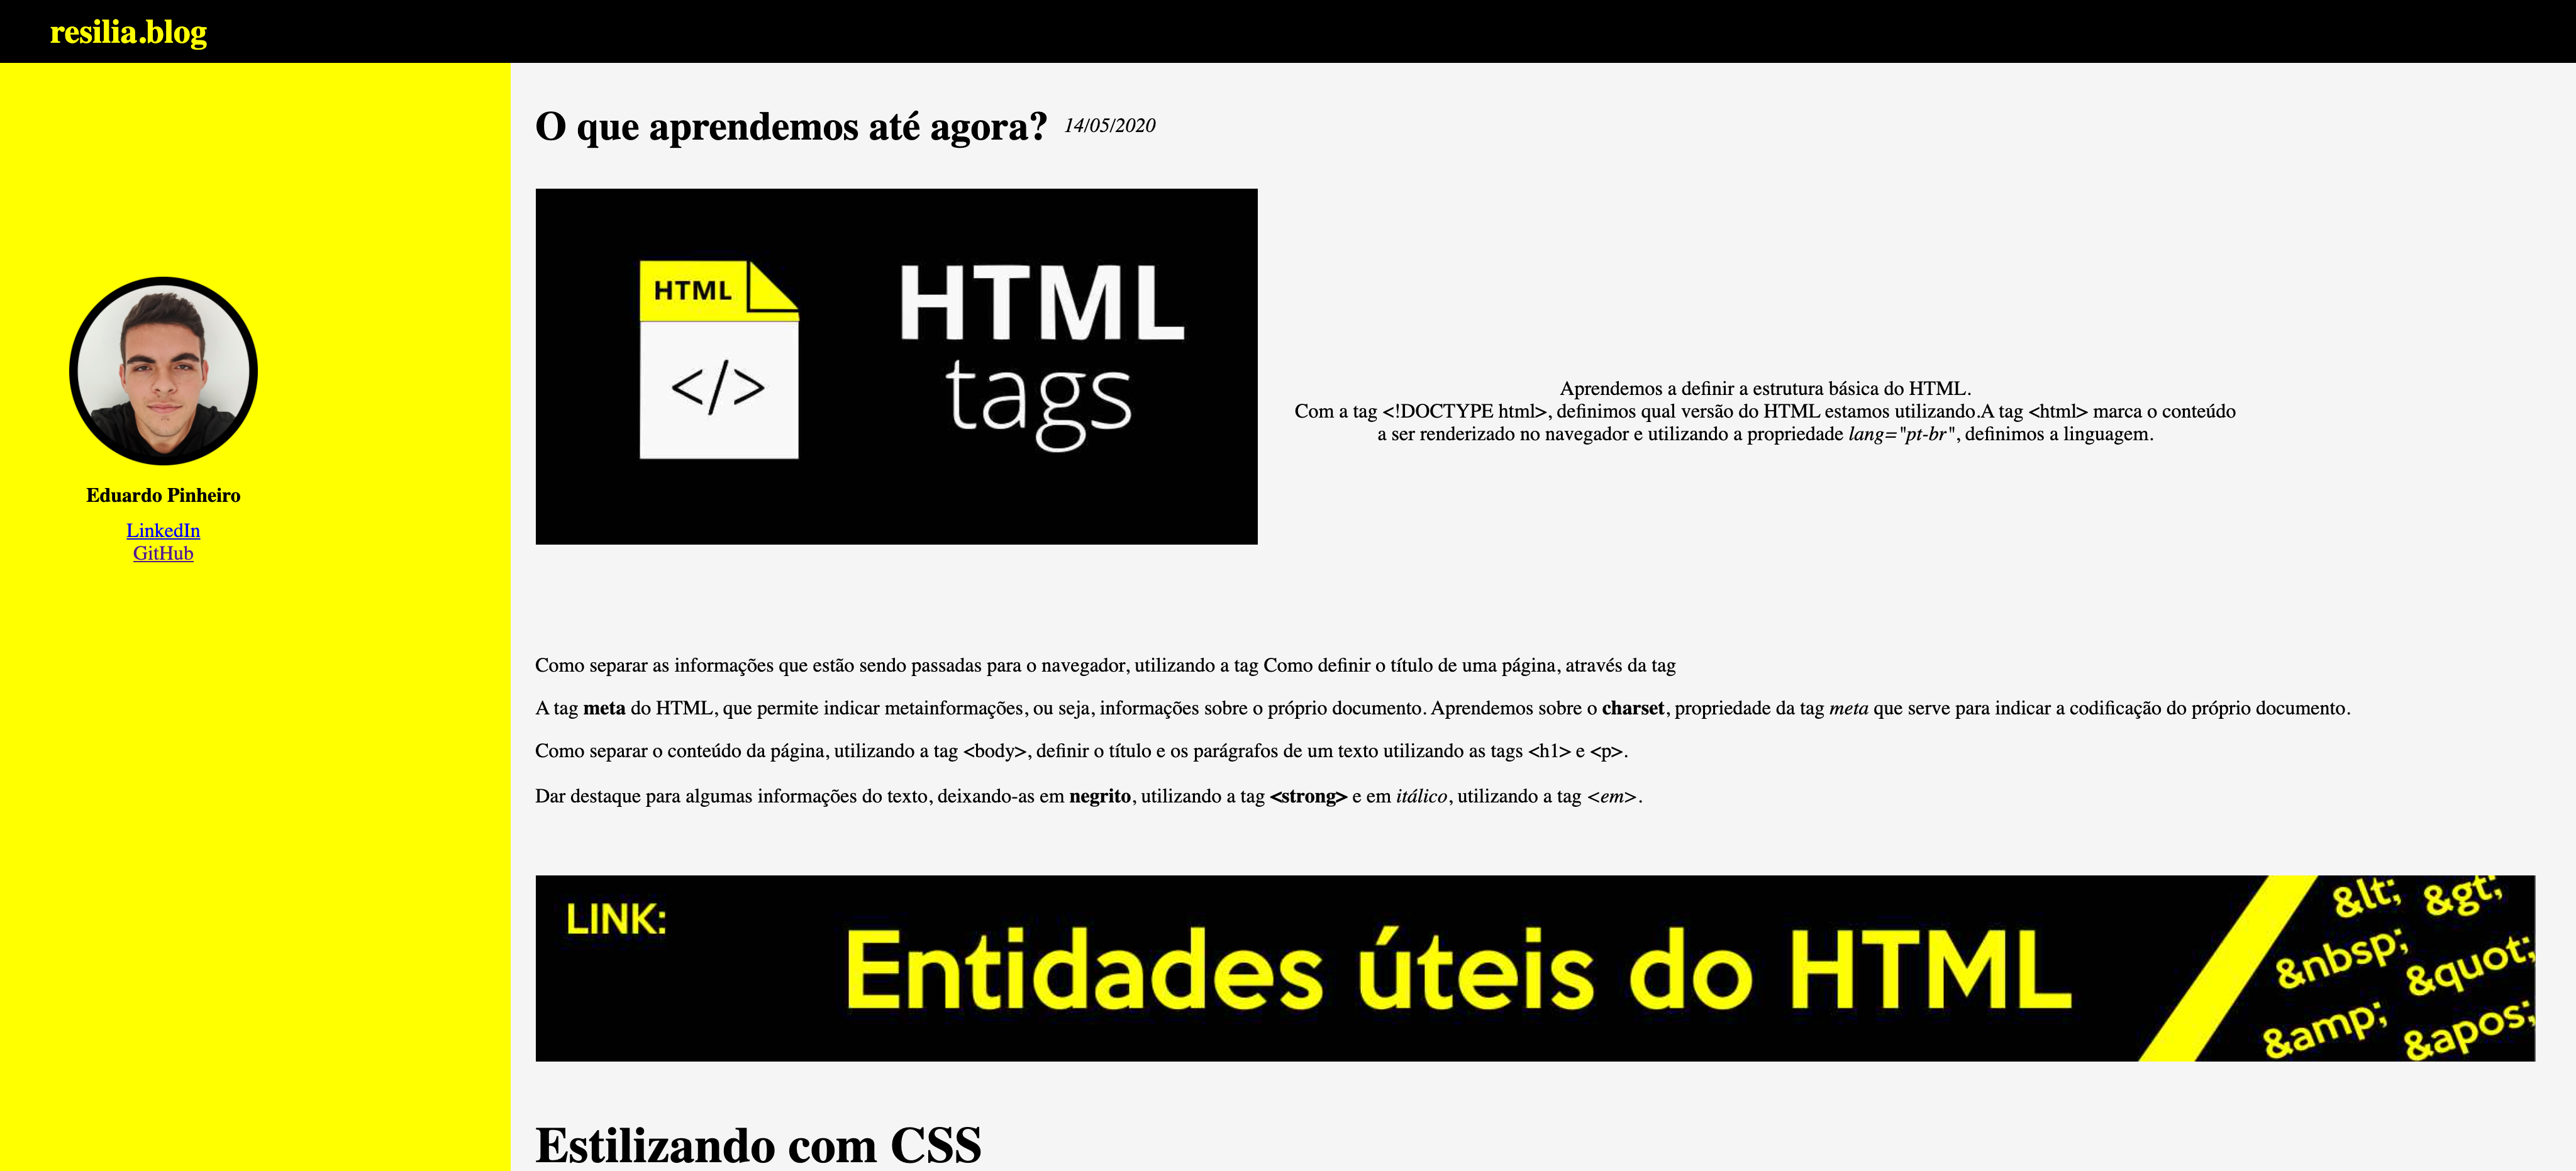 resilia.blog
Eduardo Pinheiro
LinkedIn
GitHub
O que aprendemos até agora? 14/05/2020
HTML
</>
HTML
tags
Aprendemos a definir a estrutura básica do HTML.
Com a tag <!DOCTYPE html>, definimos qual versão do HTML estamos utilizando.A tag <html> marca o conteúdo
a ser renderizado no navegador e utilizando a propriedade lang="pt-br", definimos a linguagem.
Como separar as informações que estão sendo passadas para o navegador, utilizando a tag Como definir o título de uma página, através da tag
A tag meta do HTML, que permite indicar metainformações, ou seja, informações sobre o próprio documento. Aprendemos sobre o charset, propriedade da tag meta que serve para indicar a codificação do próprio documento.
Como separar o conteúdo da página, utilizando a tag <body>, definir o título e os parágrafos de um texto utilizando as tags <h1> e <p>.
Dar destaque para algumas informações do texto, deixando-as em negrito, utilizando a tag <strong> e em itálico, utilizando a tag <em>.
LINK:
Entidades úteis do HTML
&lt; &gt;
&nbsp; &quot;
&amp; &apos;
Estilizando com CSS